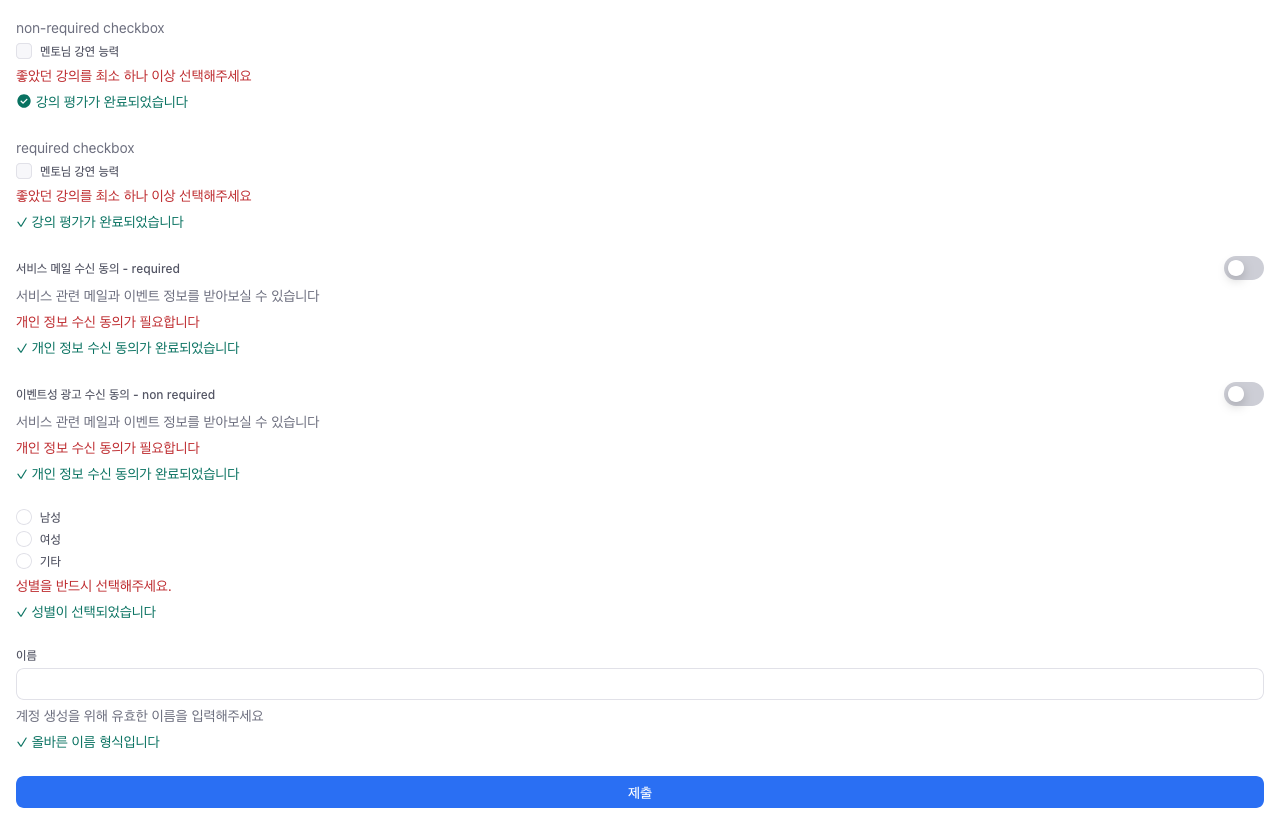 non-required checkbox
멘토님 강연 능력
좋았던 강의를 최소 하나 이상 선택해주세요
강의 평가가 완료되었습니다
required checkbox
멘토님 강연 능력
좋았던 강의를 최소 하나 이상 선택해주세요
✓ 강의 평가가 완료되었습니다
서비스 메일 수신 동의 - required
서비스 관련 메일과 이벤트 정보를 받아보실 수 있습니다
개인 정보 수신 동의가 필요합니다
✓ 개인 정보 수신 동의가 완료되었습니다
이벤트성 광고 수신 동의 - non required
서비스 관련 메일과 이벤트 정보를 받아보실 수 있습니다
개인 정보 수신 동의가 필요합니다
✓ 개인 정보 수신 동의가 완료되었습니다
남성
여성
기타
성별을 반드시 선택해주세요.
✓ 성별이 선택되었습니다
이름
계정 생성을 위해 유효한 이름을 입력해주세요
✓ 올바른 이름 형식입니다
제출